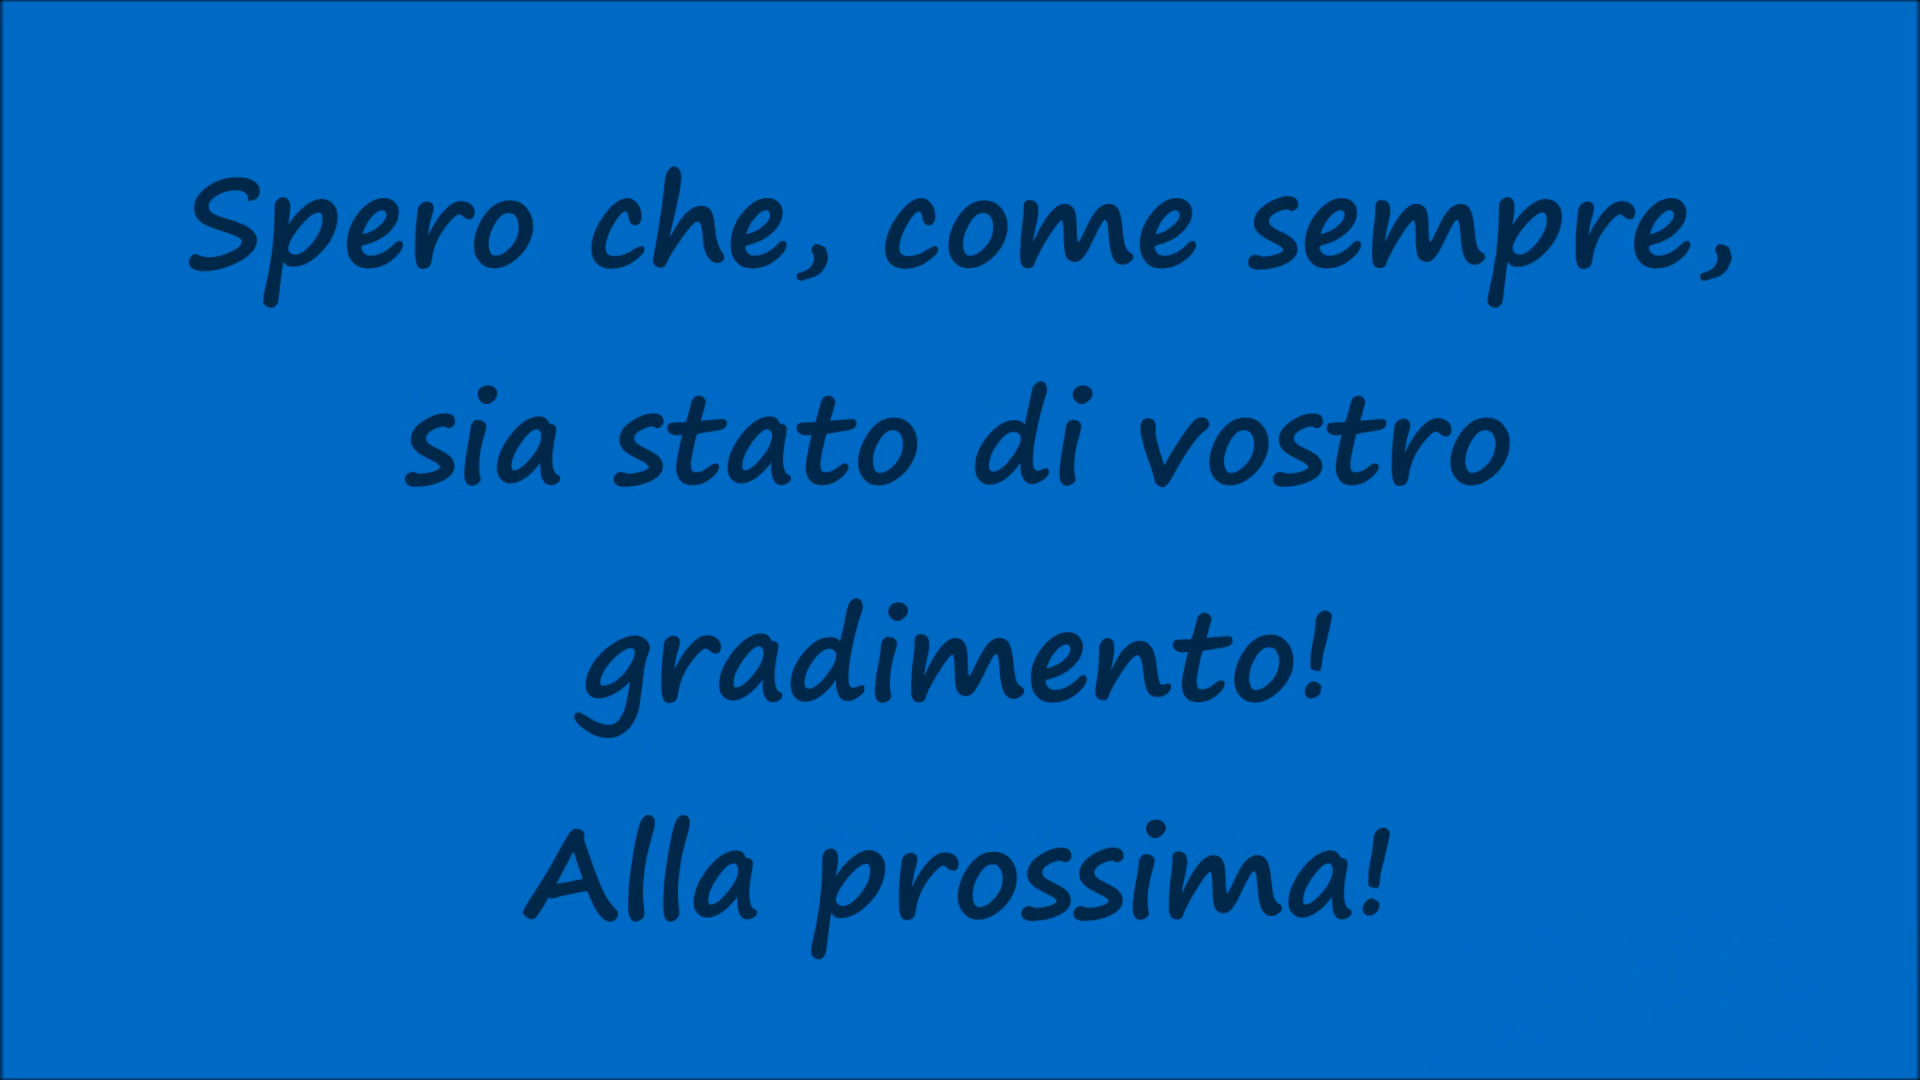 Spero che, come sempre,
sia stato di vostro
gradimento!
Alla prossima!